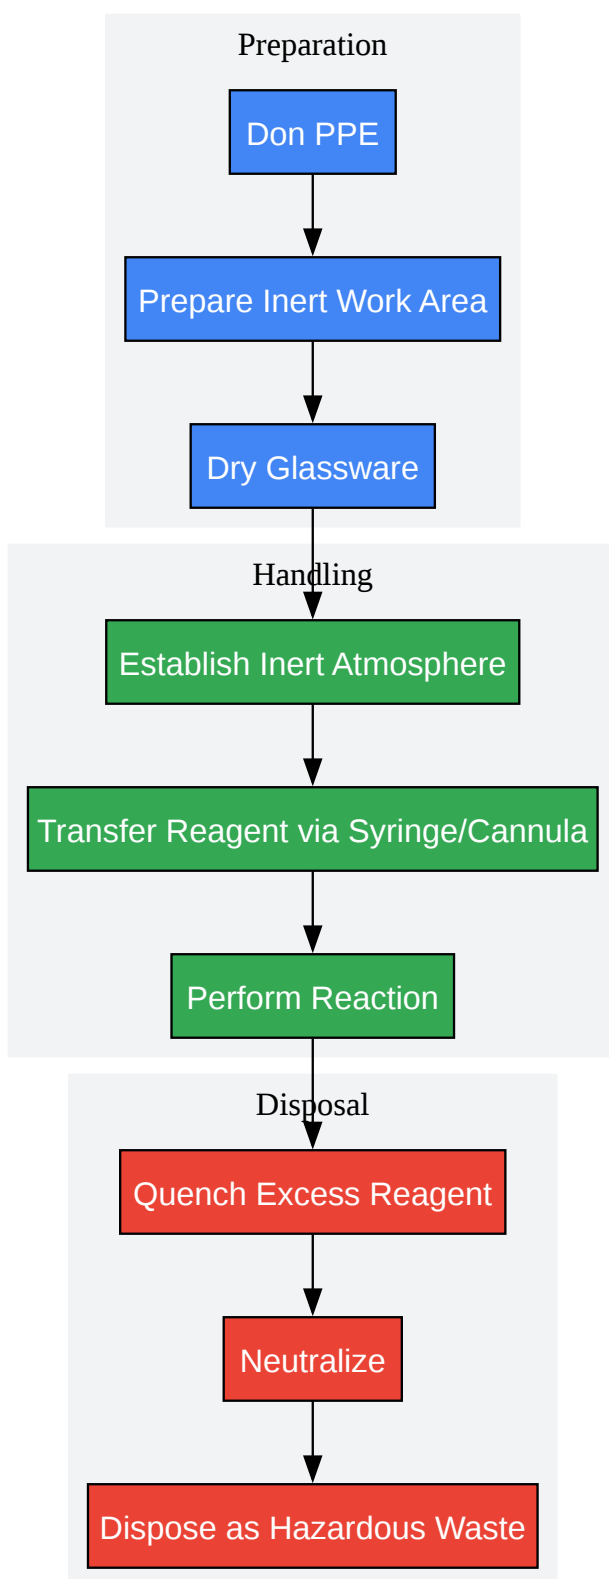 Preparation
Don PPE
Prepare Inert Work Area
Dry Glassware
Handling
Establish Inert Atmosphere
Transfer Reagent via Syringe/Cannula
Perform Reaction
Disposal
Quench Excess Reagent
Neutralize
Dispose as Hazardous Waste